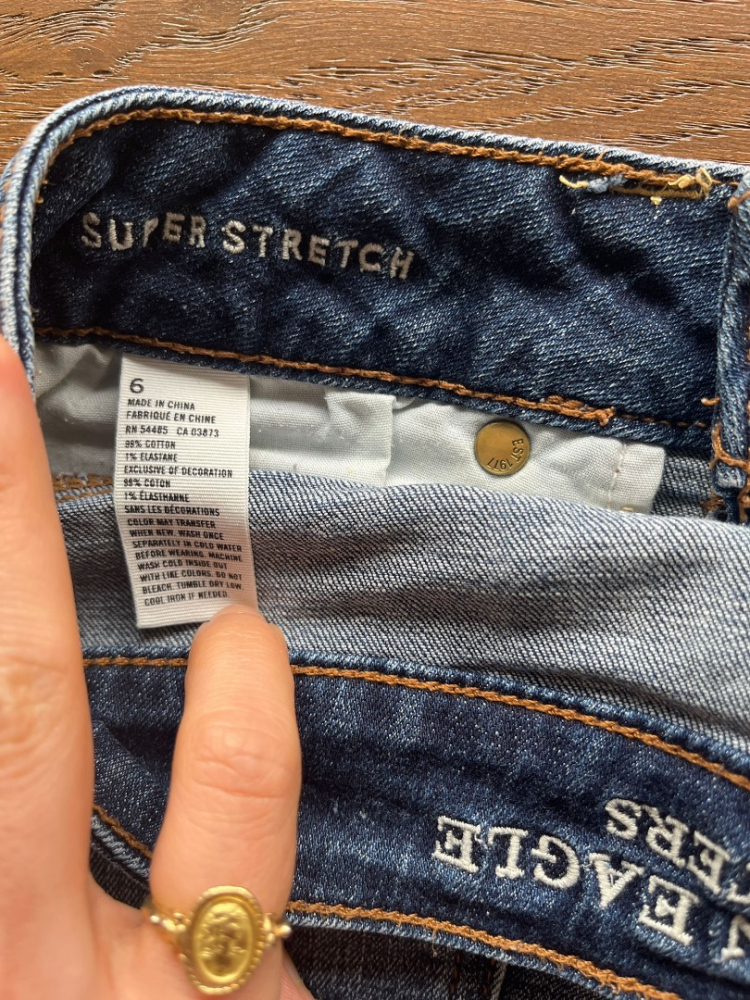 SUPER STRETCH
6
MADE IN CHINA
FABRIQUÉ EN CHINE
RN 54485 CA 03873
99% COTTON
1% ELASTANE
EXCLUSIVE OF DECORATION
99% COTON
1% ÉLASTHANNE
SANS LES DÉCORATIONS
COLOR MAY TRANSFER
WHEN NEW. WASH ONCE
SEPARATELY IN COLD WATER
BEFORE WEARING. MACHINE
WASH COLD INSIDE OUT
WITH LIKE COLORS. DO NOT
BLEACH. TUMBLE DRY LOW.
COOL IRON IF NEEDED.
EST 1977
N EAGLE
ERS